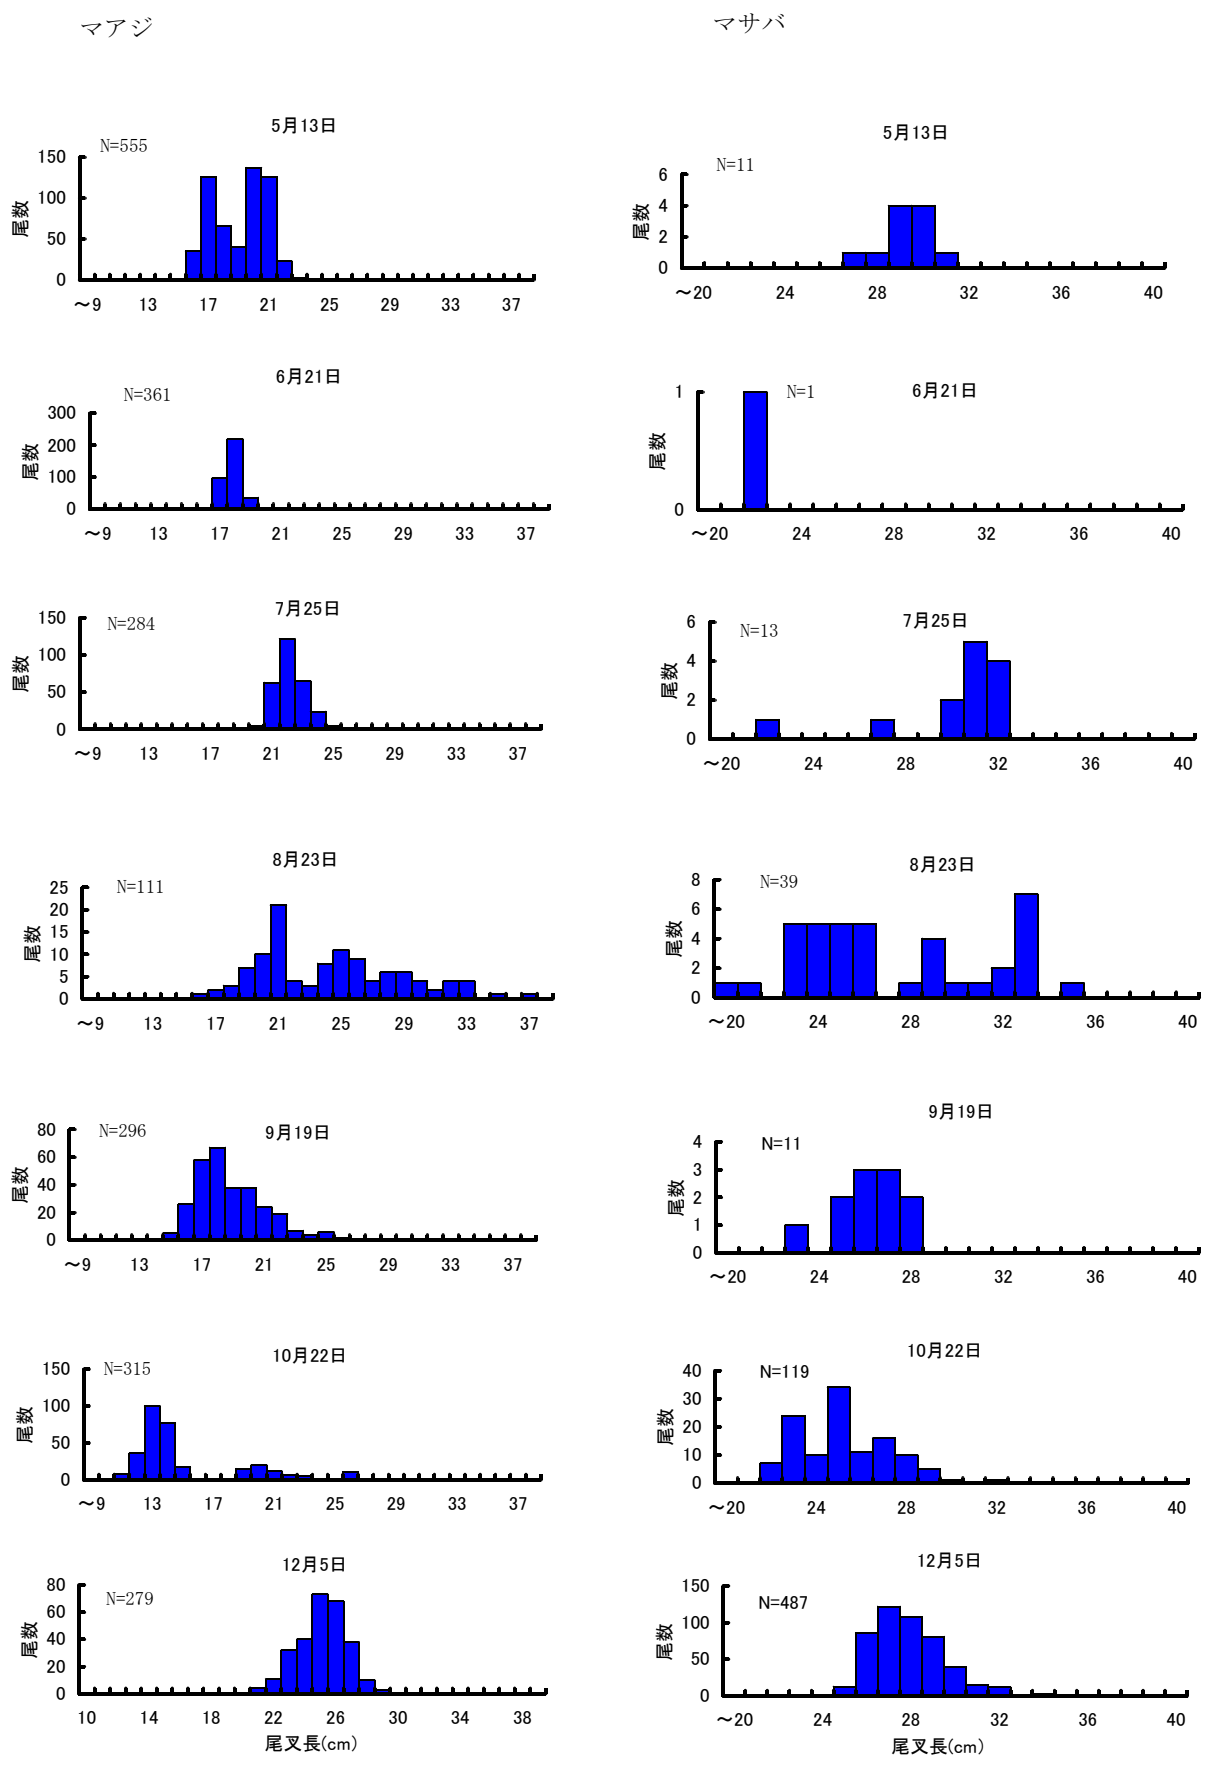 マアジ
5月13日
N=555
尾数
150
100
50
0
～9 13 17 21 25 29 33 37
6月21日
N=361
尾数
300
200
100
0
～9 13 17 21 25 29 33 37
7月25日
N=284
尾数
150
100
50
0
～9 13 17 21 25 29 33 37
8月23日
N=111
尾数
25
20
15
10
5
0
～9 13 17 21 25 29 33 37
9月19日
N=296
尾数
80
60
40
20
0
～9 13 17 21 25 29 33 37
10月22日
N=315
尾数
150
100
50
0
～9 13 17 21 25 29 33 37
12月5日
N=279
尾数
80
60
40
20
0
10 14 18 22 26 30 34 38
尾叉長(cm)
マサバ
5月13日
N=11
尾数
6
4
2
0
～20 24 28 32 36 40
6月21日
N=1
尾数
1
0
～20 24 28 32 36 40
7月25日
N=13
尾数
6
4
2
0
～20 24 28 32 36 40
8月23日
N=39
尾数
8
6
4
2
0
～20 24 28 32 36 40
9月19日
N=11
尾数
4
3
2
1
0
～20 24 28 32 36 40
10月22日
N=119
尾数
40
30
20
10
0
～20 24 28 32 36 40
12月5日
N=487
尾数
150
100
50
0
～20 24 28 32 36 40
尾叉長(cm)